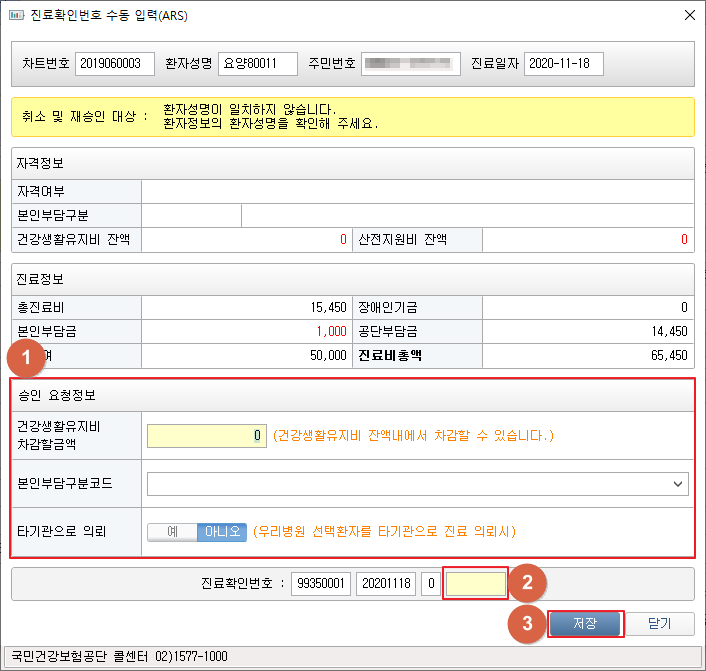 진료확인번호 수동 입력(ARS)
차트번호 2019060003 환자성명 요양80011 주민번호 진료일자 2020-11-18
취소 및 재승인 대상 : 환자성명이 일치하지 않습니다.
환자정보의 환자성명을 확인해 주세요.
자격정보
자격여부
본인부담구분
건강생활유지비 잔액 0 산전지원비 잔액 0
진료정보
총진료비 15,450 장애인기금 0
본인부담금 1,000 공단부담금 14,450
여 50,000 진료비총액 65,450
1
승인 요청정보
건강생활유지비
차감할금액 0 (건강생활유지비 잔액내에서 차감할 수 있습니다.)
본인부담구분코드
타기관으로 의뢰 예 아니오 (우리병원 선택환자를 타기관으로 진료 의뢰시)
진료확인번호 : 99350001 20201118 0 2
3 저장 닫기
국민건강보험공단 콜센터 02)1577-1000